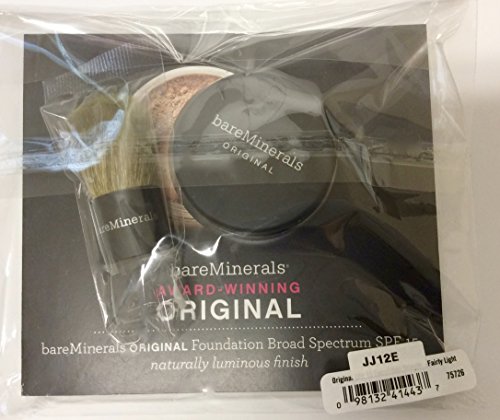 bareMinerals
ORIGINAL
bareMinerals
bareMinerals®
AWARD-WINNING
ORIGINAL
bareMinerals ORIGINAL Foundation Broad Spectrum SPF 15
naturally luminous finish
JJ12E
Origina. Fairly Light
75726
0 98132 41443 7